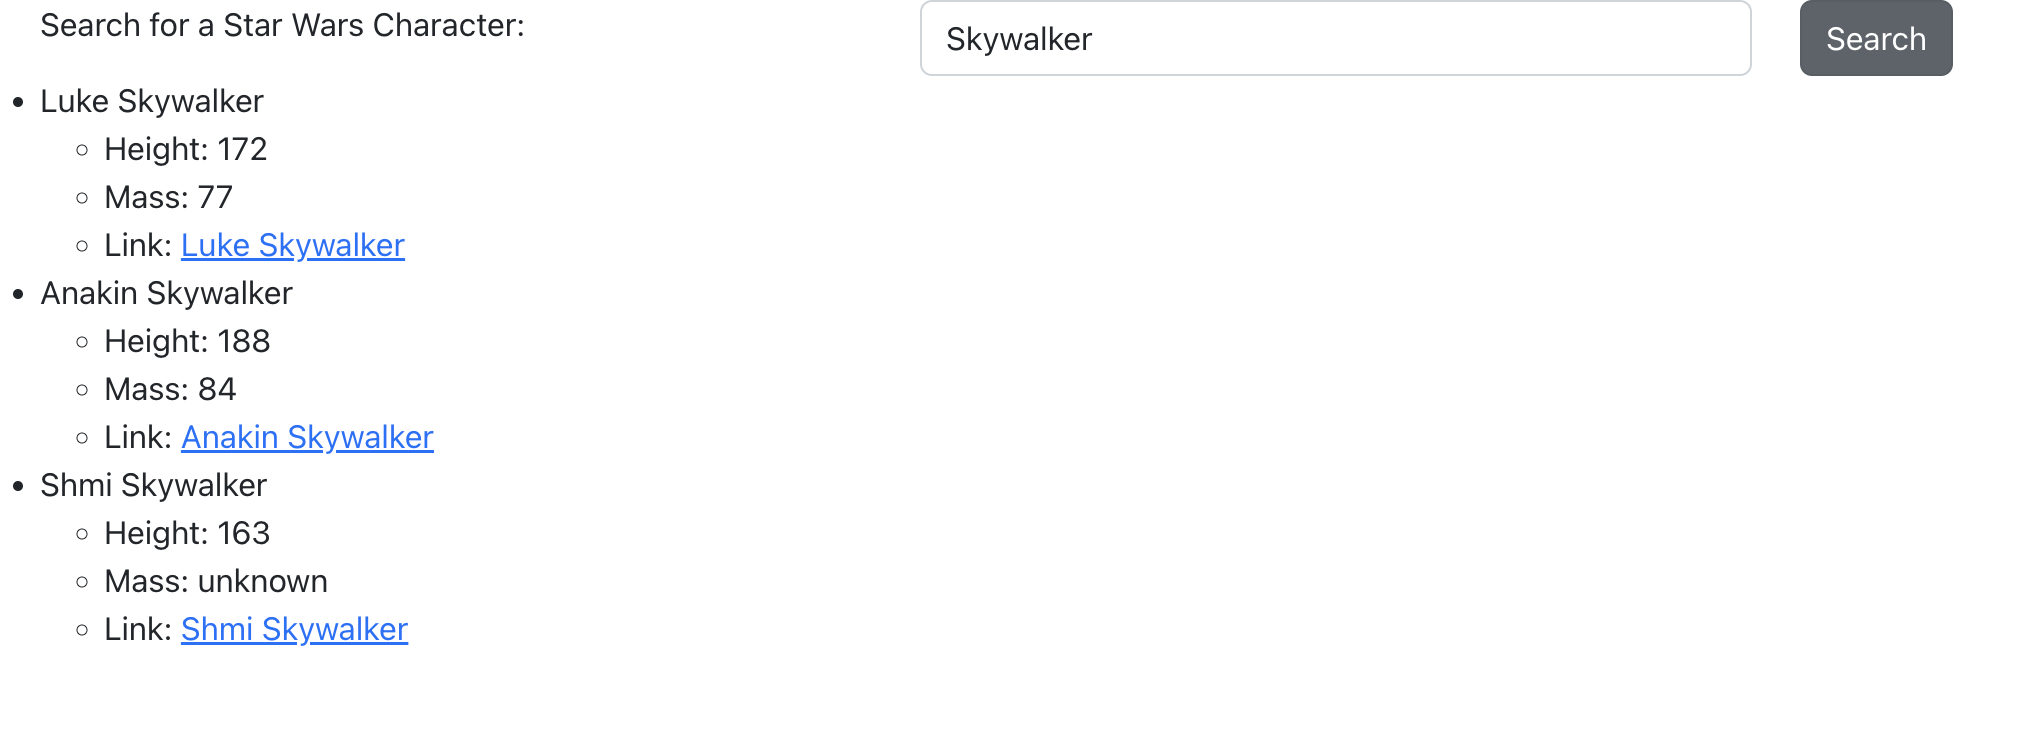 Search for a Star Wars Character:
Skywalker
Search
Luke Skywalker
Height: 172
Mass: 77
Link: Luke Skywalker
Anakin Skywalker
Height: 188
Mass: 84
Link: Anakin Skywalker
Shmi Skywalker
Height: 163
Mass: unknown
Link: Shmi Skywalker